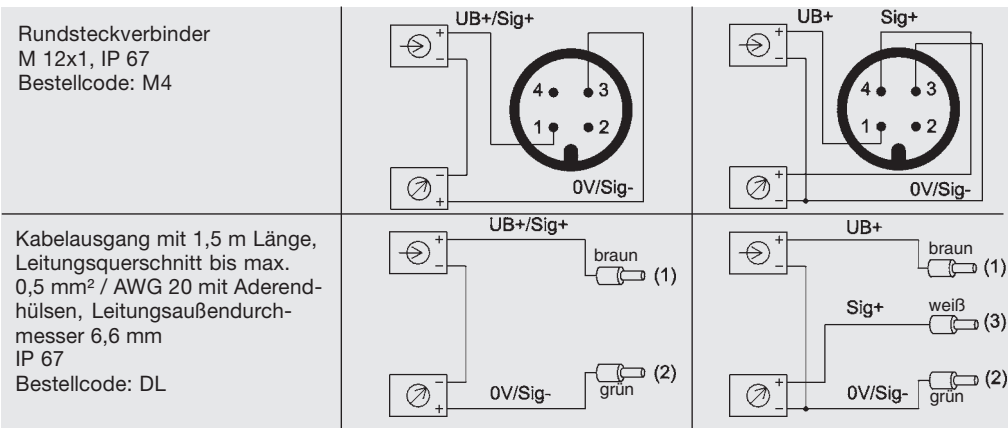 Rundsteckverbinder
M 12x1, IP 67
Bestellcode: M4
UB+/Sig+
+
−
4
3
1
2
−
+
0V/Sig-
UB+
Sig+
+
−
4
3
1
2
+
−
0V/Sig-
Kabelausgang mit 1,5 m Länge,
Leitungsquerschnitt bis max.
0,5 mm² / AWG 20 mit Aderend-
hülsen, Leitungsaußendurch-
messer 6,6 mm
IP 67
Bestellcode: DL
UB+/Sig+
+
−
braun
(1)
−
+
0V/Sig-
(2)
grün
UB+
+
−
braun
(1)
Sig+
weiß
(3)
+
−
0V/Sig-
(2)
grün